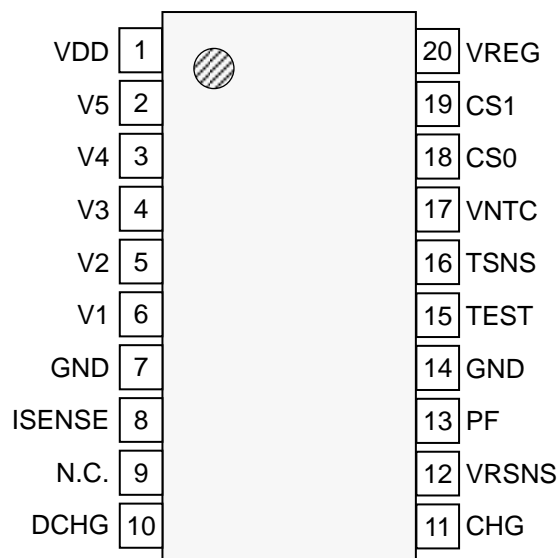 VDD 1 20 VREG
V5 2 19 CS1
V4 3 18 CS0
V3 4 17 VNTC
V2 5 16 TSNS
V1 6 15 TEST
GND 7 14 GND
ISENSE 8 13 PF
N.C. 9 12 VRSNS
DCHG 10 11 CHG